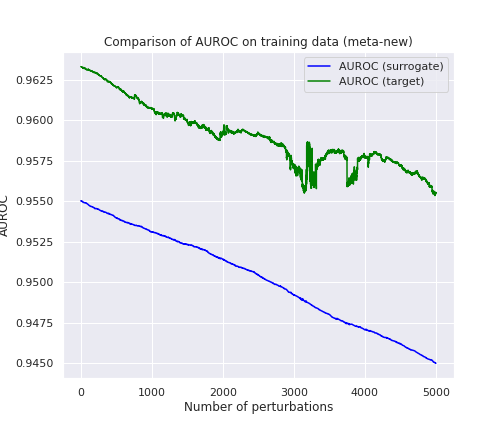 Comparison of AUROC on training data (meta-new)
AUROC (surrogate)
AUROC (target)
0.9625
0.9600
0.9575
0.9550
0.9525
0.9500
0.9475
0.9450
AUROC
0
1000
2000
3000
4000
5000
Number of perturbations